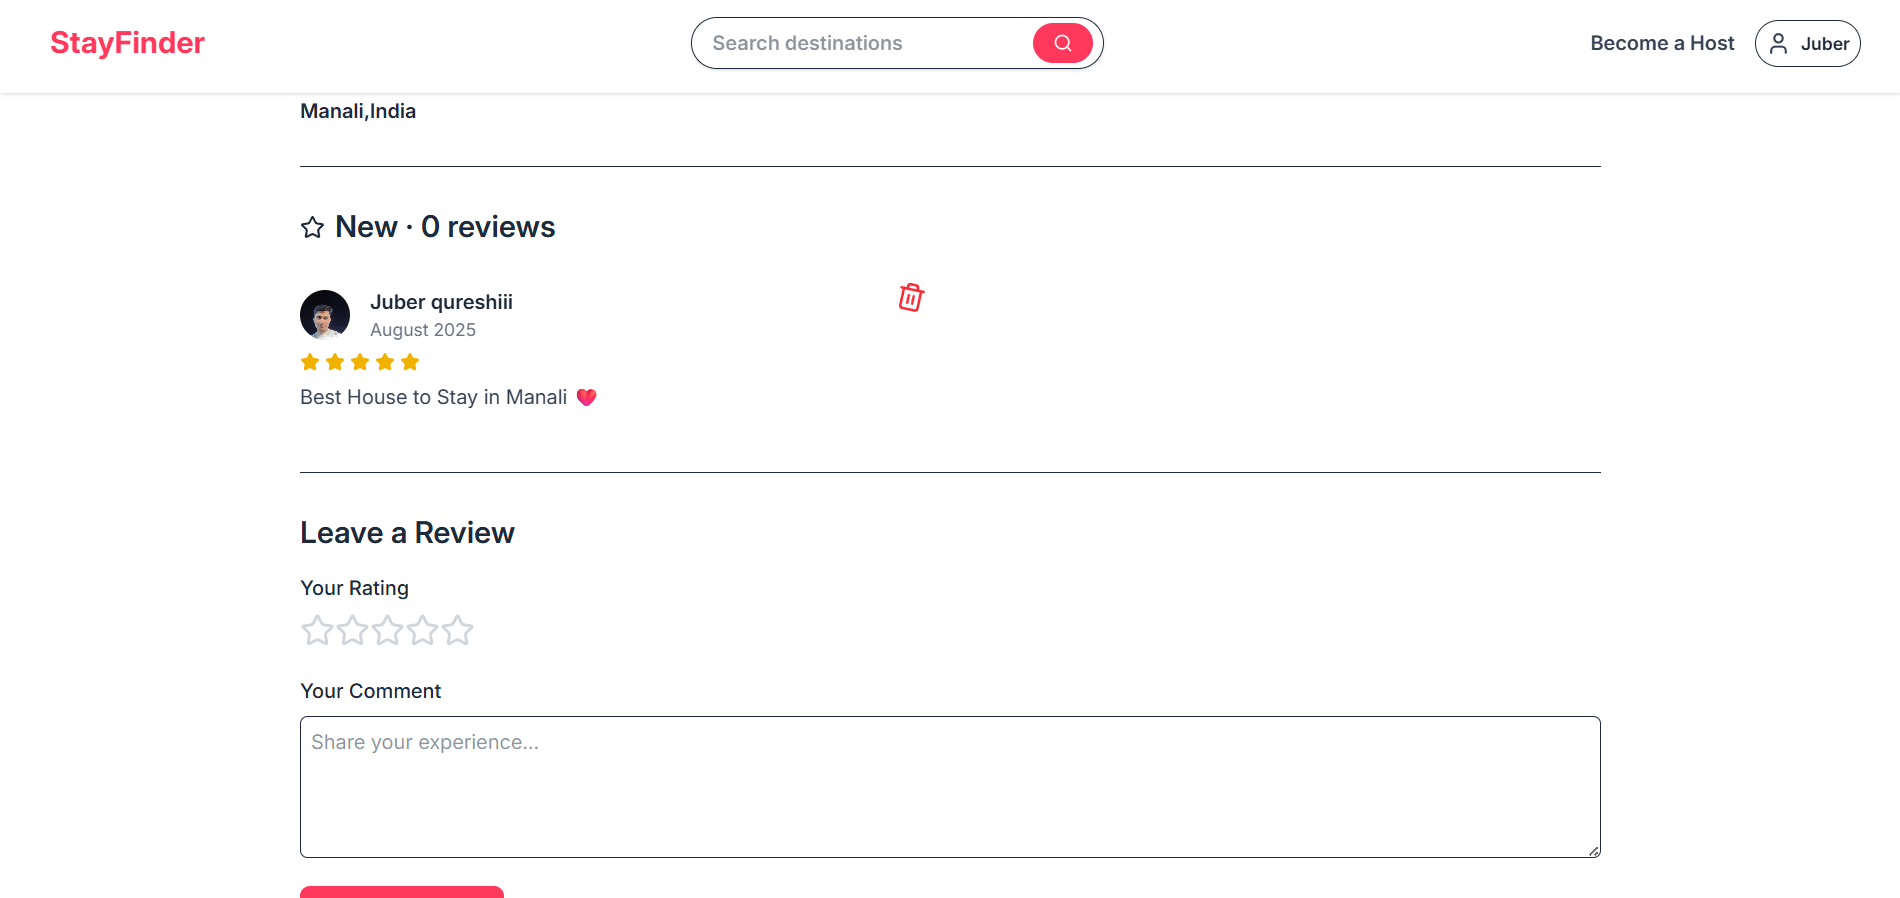 StayFinder
Search destinations
Become a Host
Juber
Manali,India
New · 0 reviews
Juber qureshiii
August 2025
Best House to Stay in Manali ❤️
Leave a Review
Your Rating
Your Comment
Share your experience...